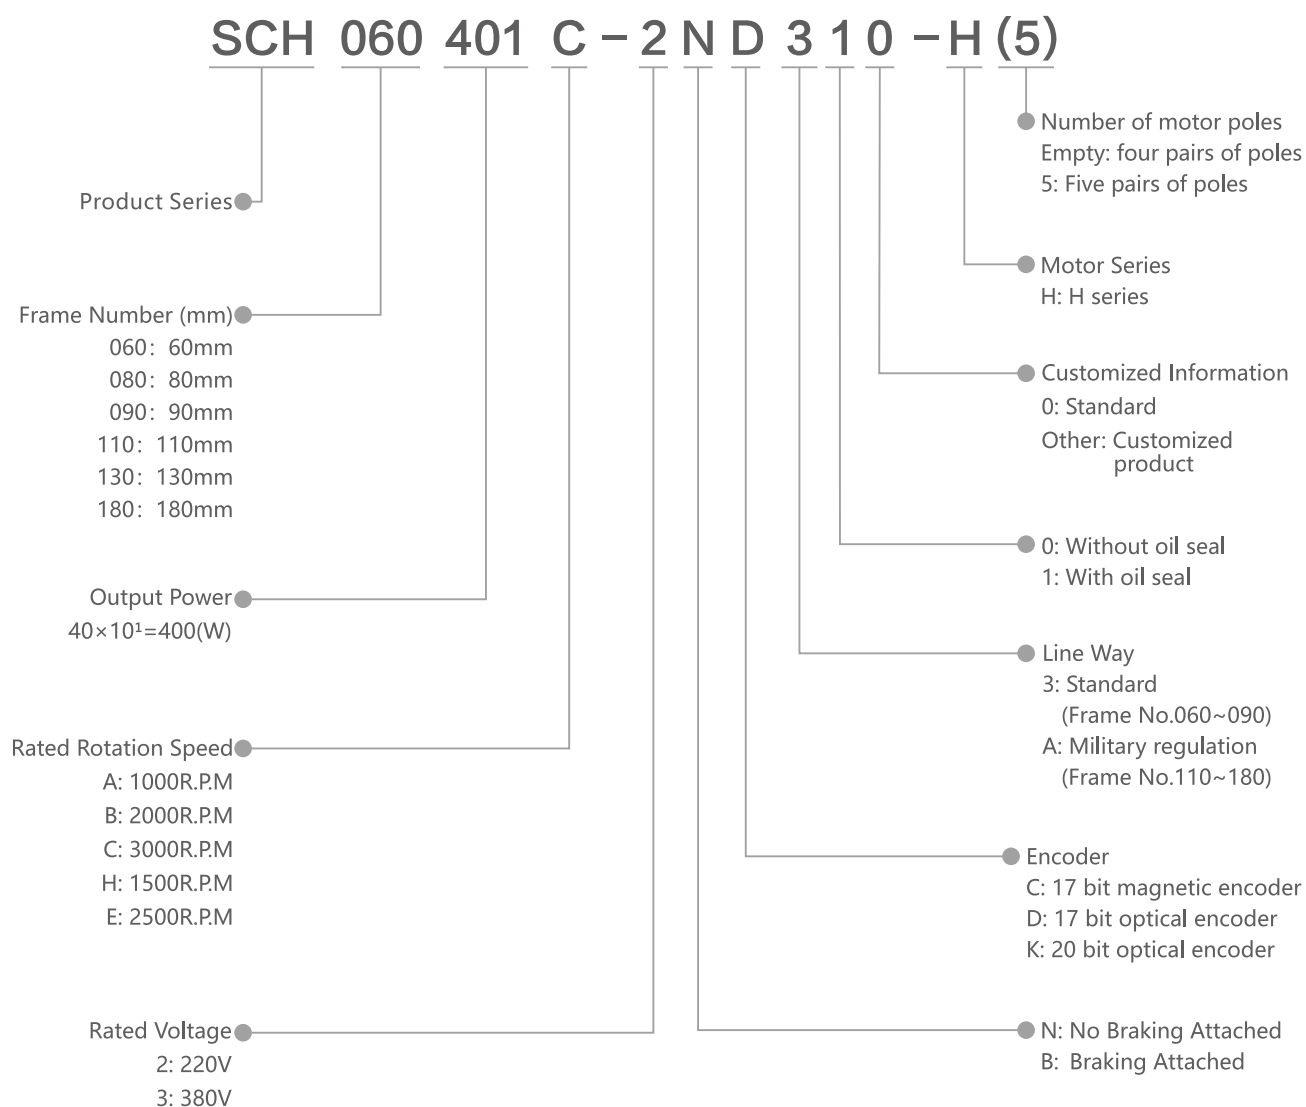 SCH 060 401 C - 2 N D 3 1 0 - H (5)
Product Series
Frame Number (mm)
060: 60mm
080: 80mm
090: 90mm
110: 110mm
130: 130mm
180: 180mm
Output Power
40×10¹=400(W)
Rated Rotation Speed
A: 1000R.P.M
B: 2000R.P.M
C: 3000R.P.M
H: 1500R.P.M
E: 2500R.P.M
Rated Voltage
2: 220V
3: 380V
Number of motor poles
Empty: four pairs of poles
5: Five pairs of poles
Motor Series
H: H series
Customized Information
0: Standard
Other: Customized
product
0: Without oil seal
1: With oil seal
Line Way
3: Standard
(Frame No.060~090)
A: Military regulation
(Frame No.110~180)
Encoder
C: 17 bit magnetic encoder
D: 17 bit optical encoder
K: 20 bit optical encoder
N: No Braking Attached
B: Braking Attached